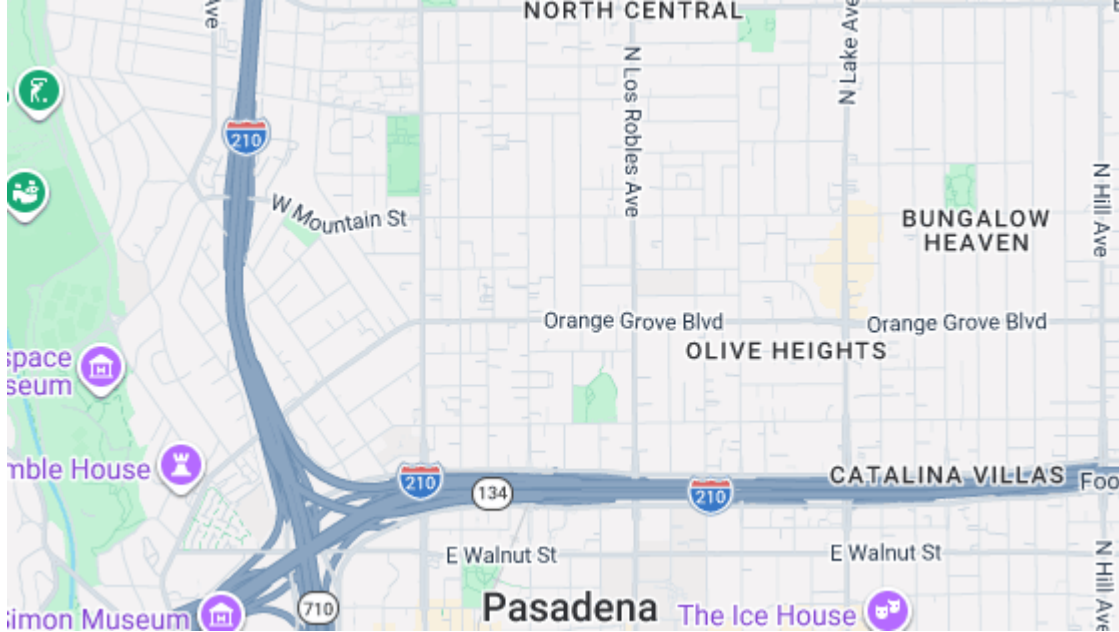 NORTH CENTRAL
Ave
N Lake Ave
N Los Robles Ave
210
N Hill Ave
W Mountain St
BUNGALOW
HEAVEN
Orange Grove Blvd
Orange Grove Blvd
OLIVE HEIGHTS
space
seum
mble House
210
134
210
CATALINA VILLAS
Foo
E Walnut St
E Walnut St
N Hill Ave
710
Simon Museum
Pasadena
The Ice House